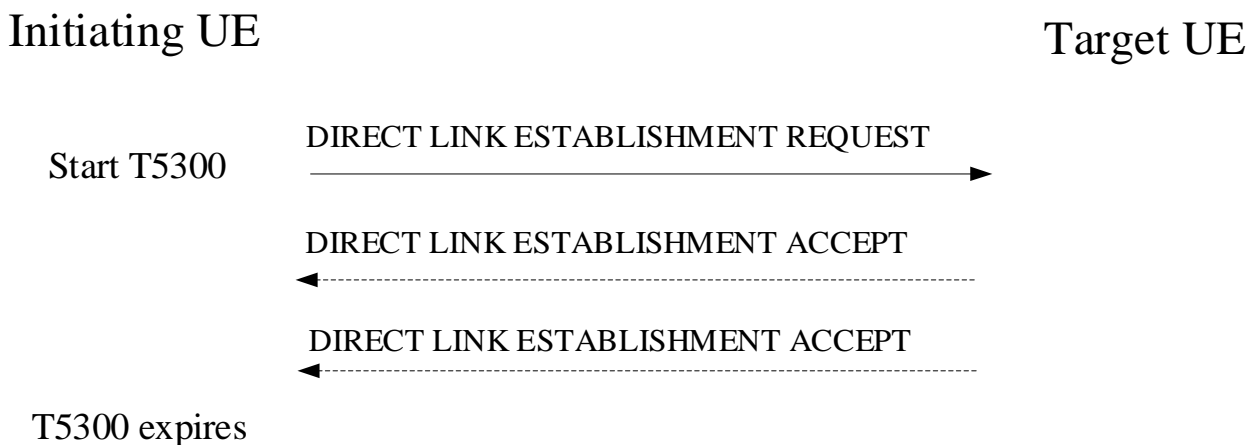 Initiating UE
Target UE
DIRECT LINK ESTABLISHMENT REQUEST
Start T5300
DIRECT LINK ESTABLISHMENT ACCEPT
DIRECT LINK ESTABLISHMENT ACCEPT
T5300 expires